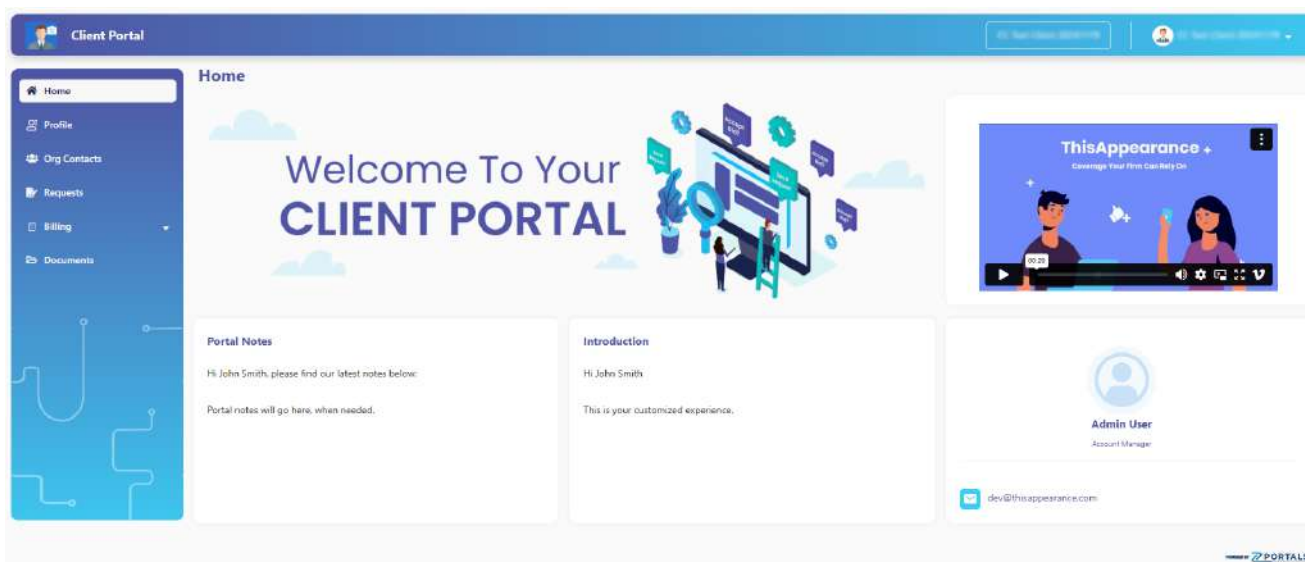 Client Portal
Home
Profile
Org Contacts
Requests
Billing
Documents
Home
Welcome To Your
CLIENT PORTAL
Accept
ThisAppearance +
Coverage Your Firm Can Rely On
00:20
Portal Notes
Hi John Smith, please find our latest notes below:
Portal notes will go here, when needed.
Introduction
Hi John Smith
This is your customized experience.
Admin User
Account Manager
dev@thisappearance.com
POWERED BY PORTALS